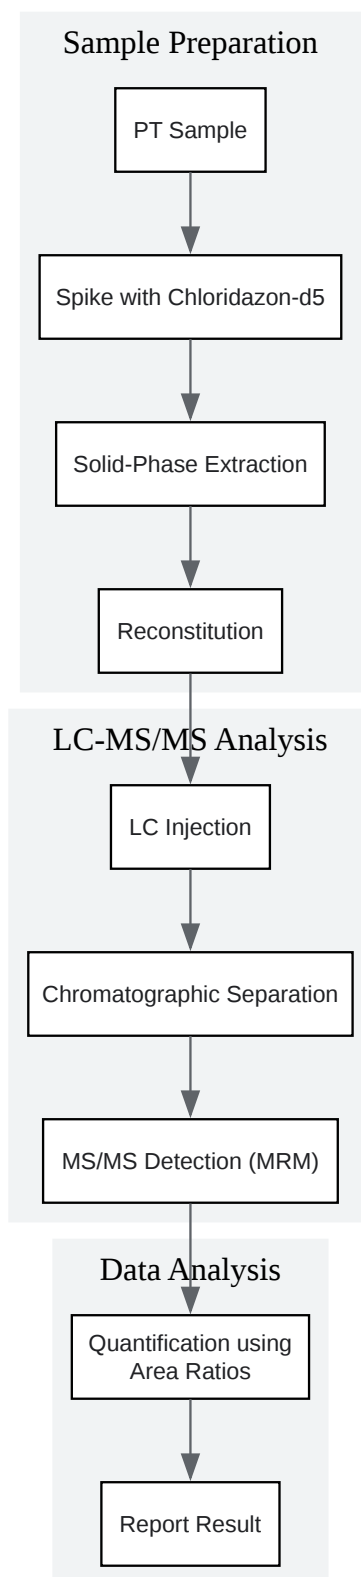 Sample Preparation
PT Sample
Spike with Chloridazon-d5
Solid-Phase Extraction
Reconstitution
LC-MS/MS Analysis
LC Injection
Chromatographic Separation
MS/MS Detection (MRM)
Data Analysis
Quantification using
Area Ratios
Report Result